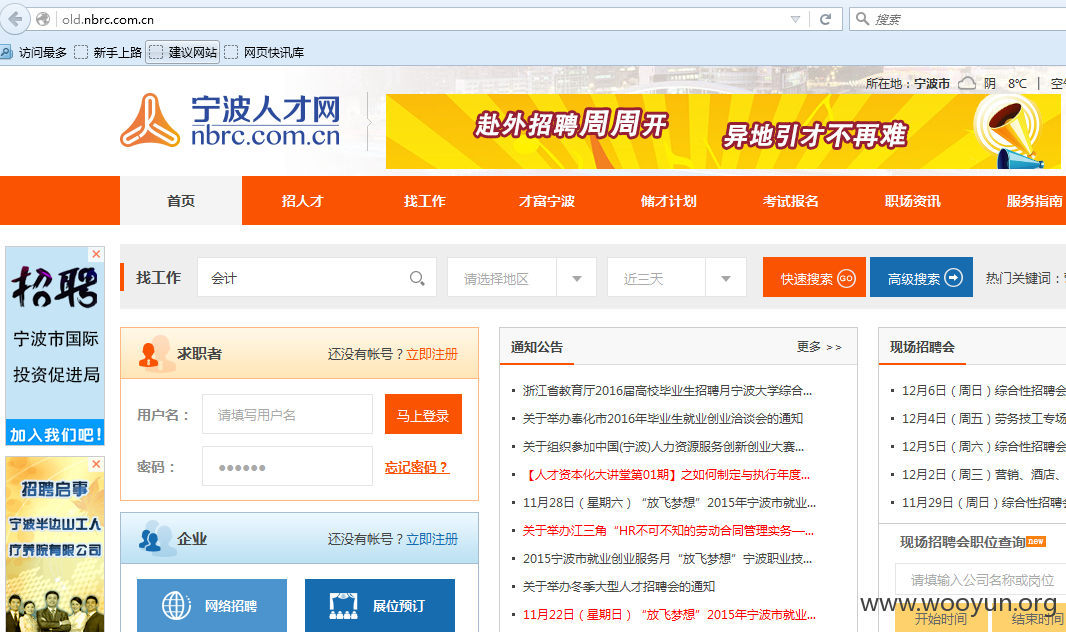 old.nbrc.com.cn
搜索
访问最多 新手上路 建议网站 网页快讯库
所在地：宁波市 阴 8℃ | 空
宁波人才网
nbrc.com.cn
赴外招聘周周开 异地引才不再难
首页 招人才 找工作 才富宁波 储才计划 考试报名 职场资讯 服务指南
招聘
宁波市国际
投资促进局
加入我们吧！
找工作 会计 请选择地区 近三天 快速搜索 GO 高级搜索 热门关键词：
求职者 还没有帐号？立即注册
用户名： 请填写用户名 马上登录
密码： ●●●●●● 忘记密码？
企业 还没有帐号？立即注册
网络招聘 展位预订
通知公告 更多 >>
浙江省教育厅2016届高校毕业生招聘月宁波大学综合...
关于举办奉化市2016年毕业生就业创业洽谈会的通知
关于组织参加中国(宁波)人力资源服务创新创业大赛...
【人才资本化大讲堂第01期】之如何制定与执行年度...
11月28日（星期六）“放飞梦想”2015年宁波市就业...
关于举办江三角“HR不可不知的劳动合同管理实务—...
2015宁波市就业创业服务月“放飞梦想”宁波职业技...
关于举办冬季大型人才招聘会的通知
11月22日（星期日）“放飞梦想”2015年宁波市就业...
现场招聘会
12月6日（周日）综合性招聘会
12月4日（周五）劳务技工专场
12月5日（周六）综合性招聘会
12月2日（周三）营销、酒店、
11月29日（周日）综合性招聘会
现场招聘会职位查询 new
请填入公司名称或岗位
开始时间 结束时间
招聘启事
宁波半边山工人
疗养院有限公司
www.wooyun.org